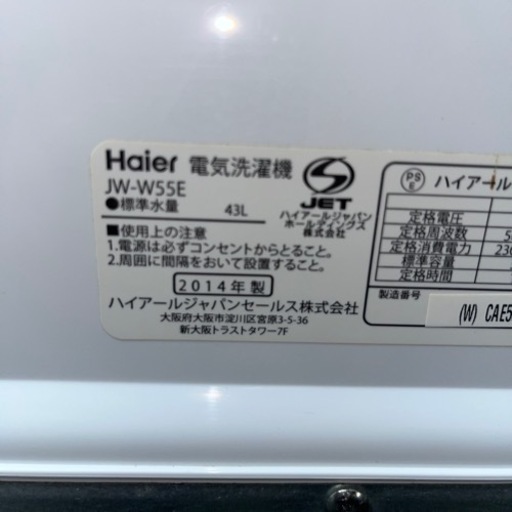 Haier 電気洗濯機
JW-W55E
●標準水量 43L
JET
ハイアールジャパン
ホールディングス
株式会社
■使用上の注意
1.電源は必ずコンセントからとること。
2.周囲に間隔をおいて設置すること。
2014年製
ハイアールジャパンセールス株式会社
大阪府大阪市淀川区宮原3-5-36
新大阪トラストタワー7F
PS
E
ハイアール
定格電圧
定格周波数 5
定格消費電力 230
標準容量
定格時間
製造番号
(W) CAE5